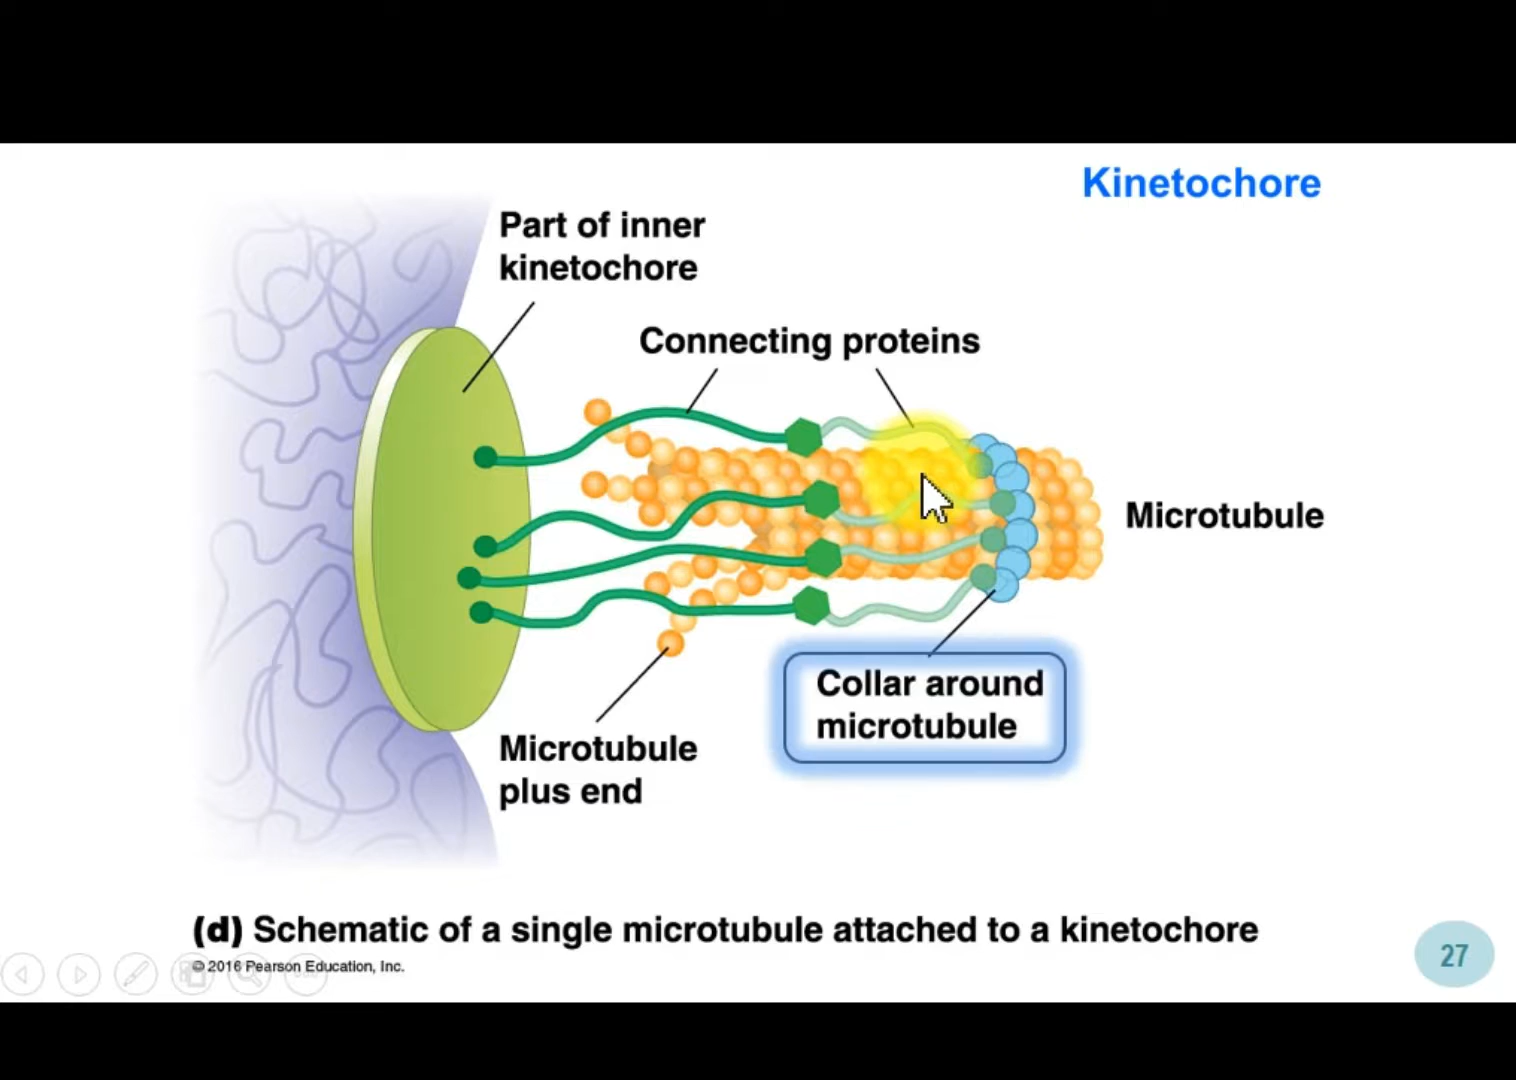 Kinetochore
Part of inner
kinetochore
Connecting proteins
Microtubule
Collar around
microtubule
Microtubule
plus end
(d) Schematic of a single microtubule attached to a kinetochore
© 2016 Pearson Education, Inc.
27